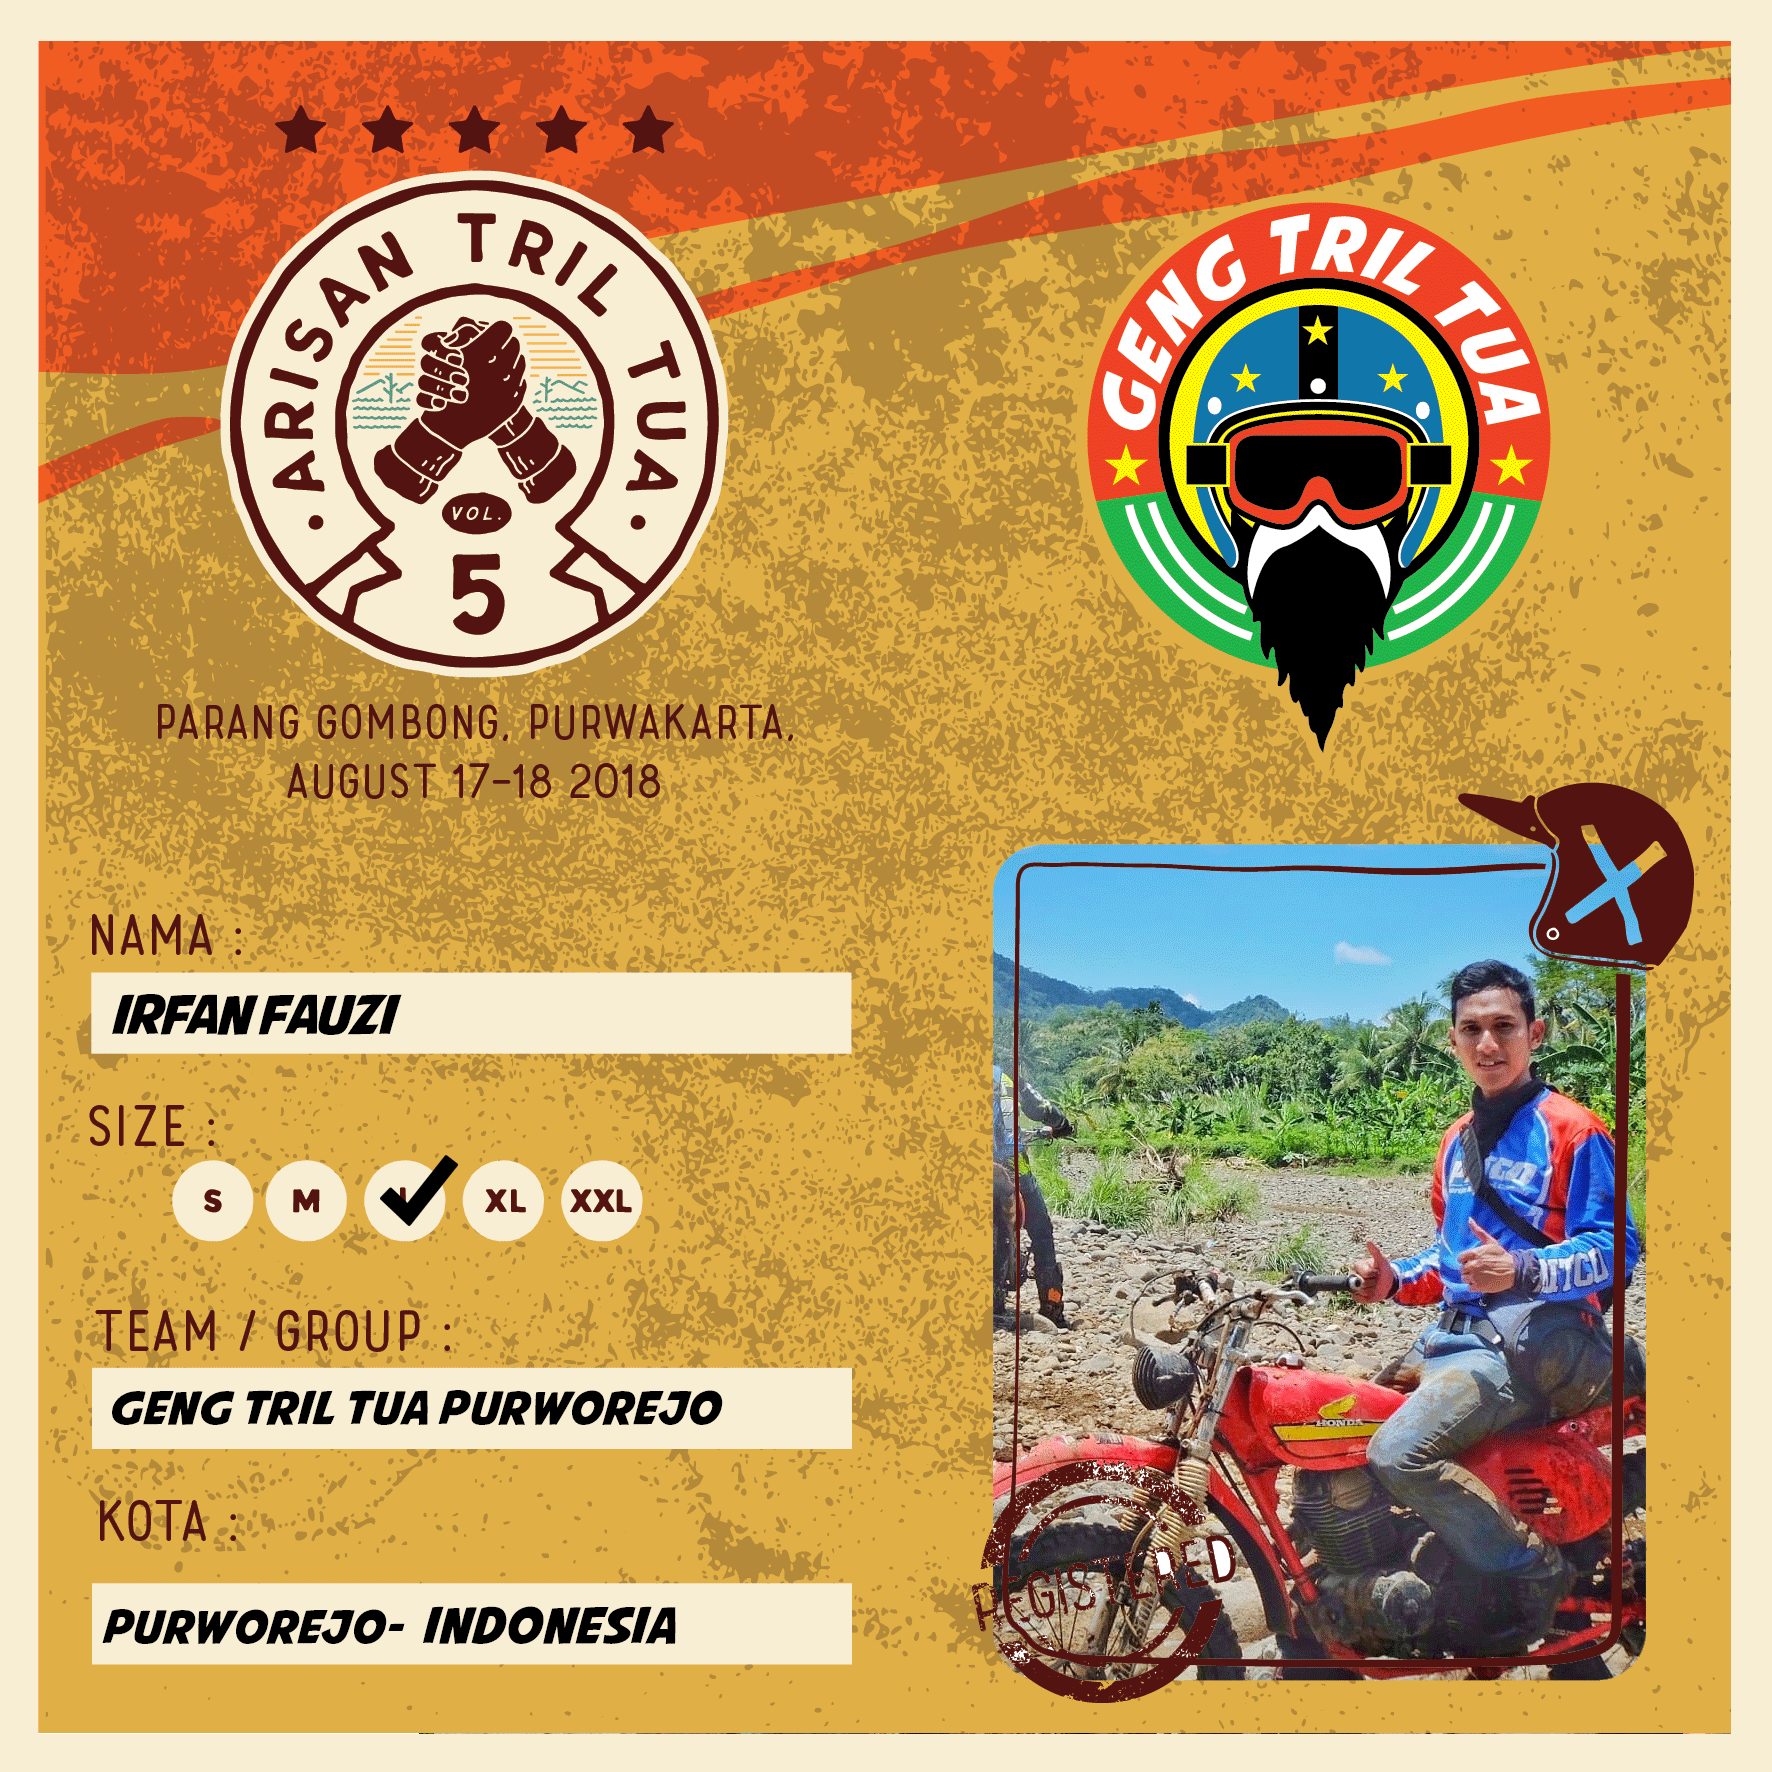 ARISAN TRIL TUA
VOL.
5
PARANG GOMBONG, PURWAKARTA,
AUGUST 17-18 2018
GENG TRIL TUA
NAMA :
IRFAN FAUZI
SIZE :
S M L XL XXL
TEAM / GROUP :
GENG TRIL TUA PURWOREJO
KOTA :
PURWOREJO- INDONESIA
HONDA
REGISTERED